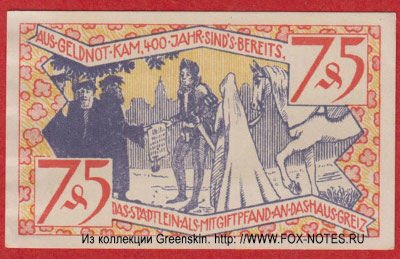 AUS·GELDNOT·KAM, 400·JAHR·SIND'S·BEREITS,
75
75
DAS·STÄDTLEIN·ALS·MITGIFTPFAND·AN·DAS·HAUS·GREIZ
Из коллекции Greenskin. http: //WWW.FOX-NOTES.RU